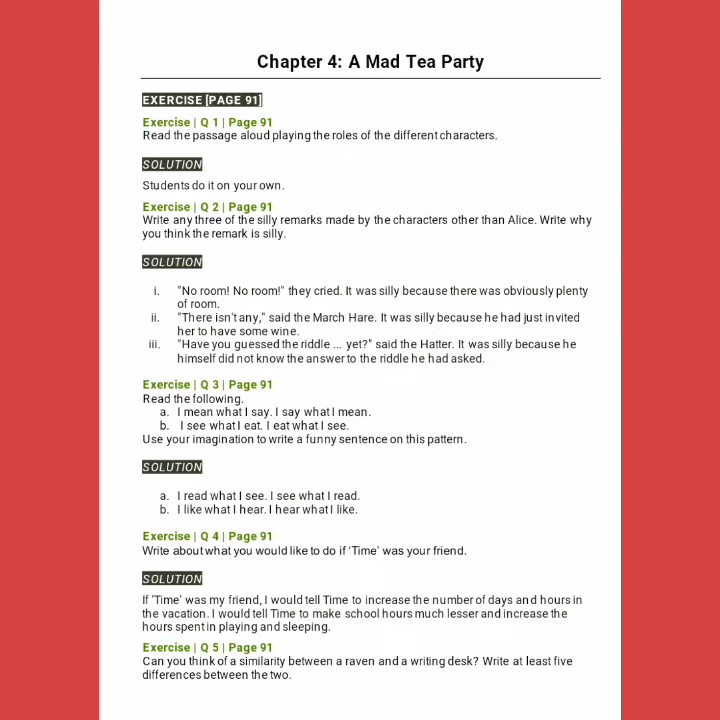 Chapter 4: A Mad Tea Party
EXERCISE [PAGE 91]
Exercise | Q 1 | Page 91
Read the passage aloud playing the roles of the different characters.
SOLUTION
Students do it on your own.
Exercise | Q 2 | Page 91
Write any three of the silly remarks made by the characters other than Alice. Write why
you think the remark is silly.
SOLUTION
i. "No room! No room!" they cried. It was silly because there was obviously plenty
of room.
ii. "There isn't any," said the March Hare. It was silly because he had just invited
her to have some wine.
iii. "Have you guessed the riddle ... yet?" said the Hatter. It was silly because he
himself did not know the answer to the riddle he had asked.
Exercise | Q 3 | Page 91
Read the following.
a. I mean what I say. I say what I mean.
b. I see what I eat. I eat what I see.
Use your imagination to write a funny sentence on this pattern.
SOLUTION
a. I read what I see. I see what I read.
b. I like what I hear. I hear what I like.
Exercise | Q 4 | Page 91
Write about what you would like to do if 'Time' was your friend.
SOLUTION
If 'Time' was my friend, I would tell Time to increase the number of days and hours in
the vacation. I would tell Time to make school hours much lesser and increase the
hours spent in playing and sleeping.
Exercise | Q 5 | Page 91
Can you think of a similarity between a raven and a writing desk? Write at least five
differences between the two.